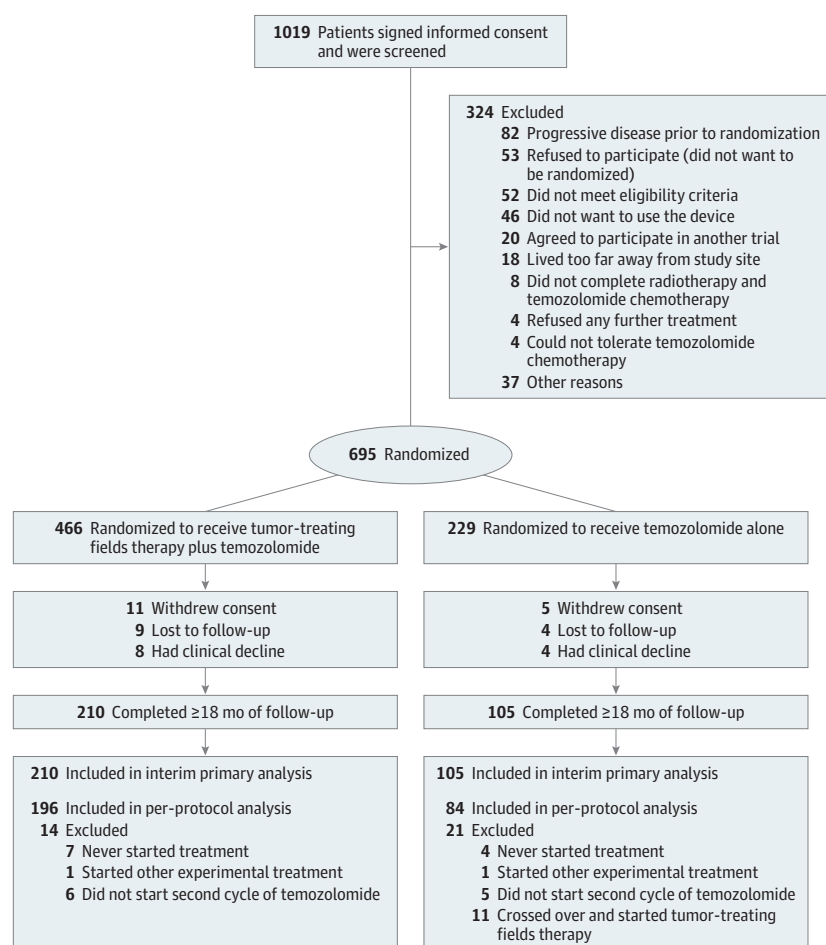 1019 Patients signed informed consent
and were screened
324 Excluded
82 Progressive disease prior to randomization
53 Refused to participate (did not want to
be randomized)
52 Did not meet eligibility criteria
46 Did not want to use the device
20 Agreed to participate in another trial
18 Lived too far away from study site
8 Did not complete radiotherapy and
temozolomide chemotherapy
4 Refused any further treatment
4 Could not tolerate temozolomide
chemotherapy
37 Other reasons
695 Randomized
466 Randomized to receive tumor-treating
fields therapy plus temozolomide
229 Randomized to receive temozolomide alone
11 Withdrew consent
9 Lost to follow-up
8 Had clinical decline
5 Withdrew consent
4 Lost to follow-up
4 Had clinical decline
210 Completed ≥18 mo of follow-up
105 Completed ≥18 mo of follow-up
210 Included in interim primary analysis
196 Included in per-protocol analysis
14 Excluded
7 Never started treatment
1 Started other experimental treatment
6 Did not start second cycle of temozolomide
105 Included in interim primary analysis
84 Included in per-protocol analysis
21 Excluded
4 Never started treatment
1 Started other experimental treatment
5 Did not start second cycle of temozolomide
11 Crossed over and started tumor-treating
fields therapy